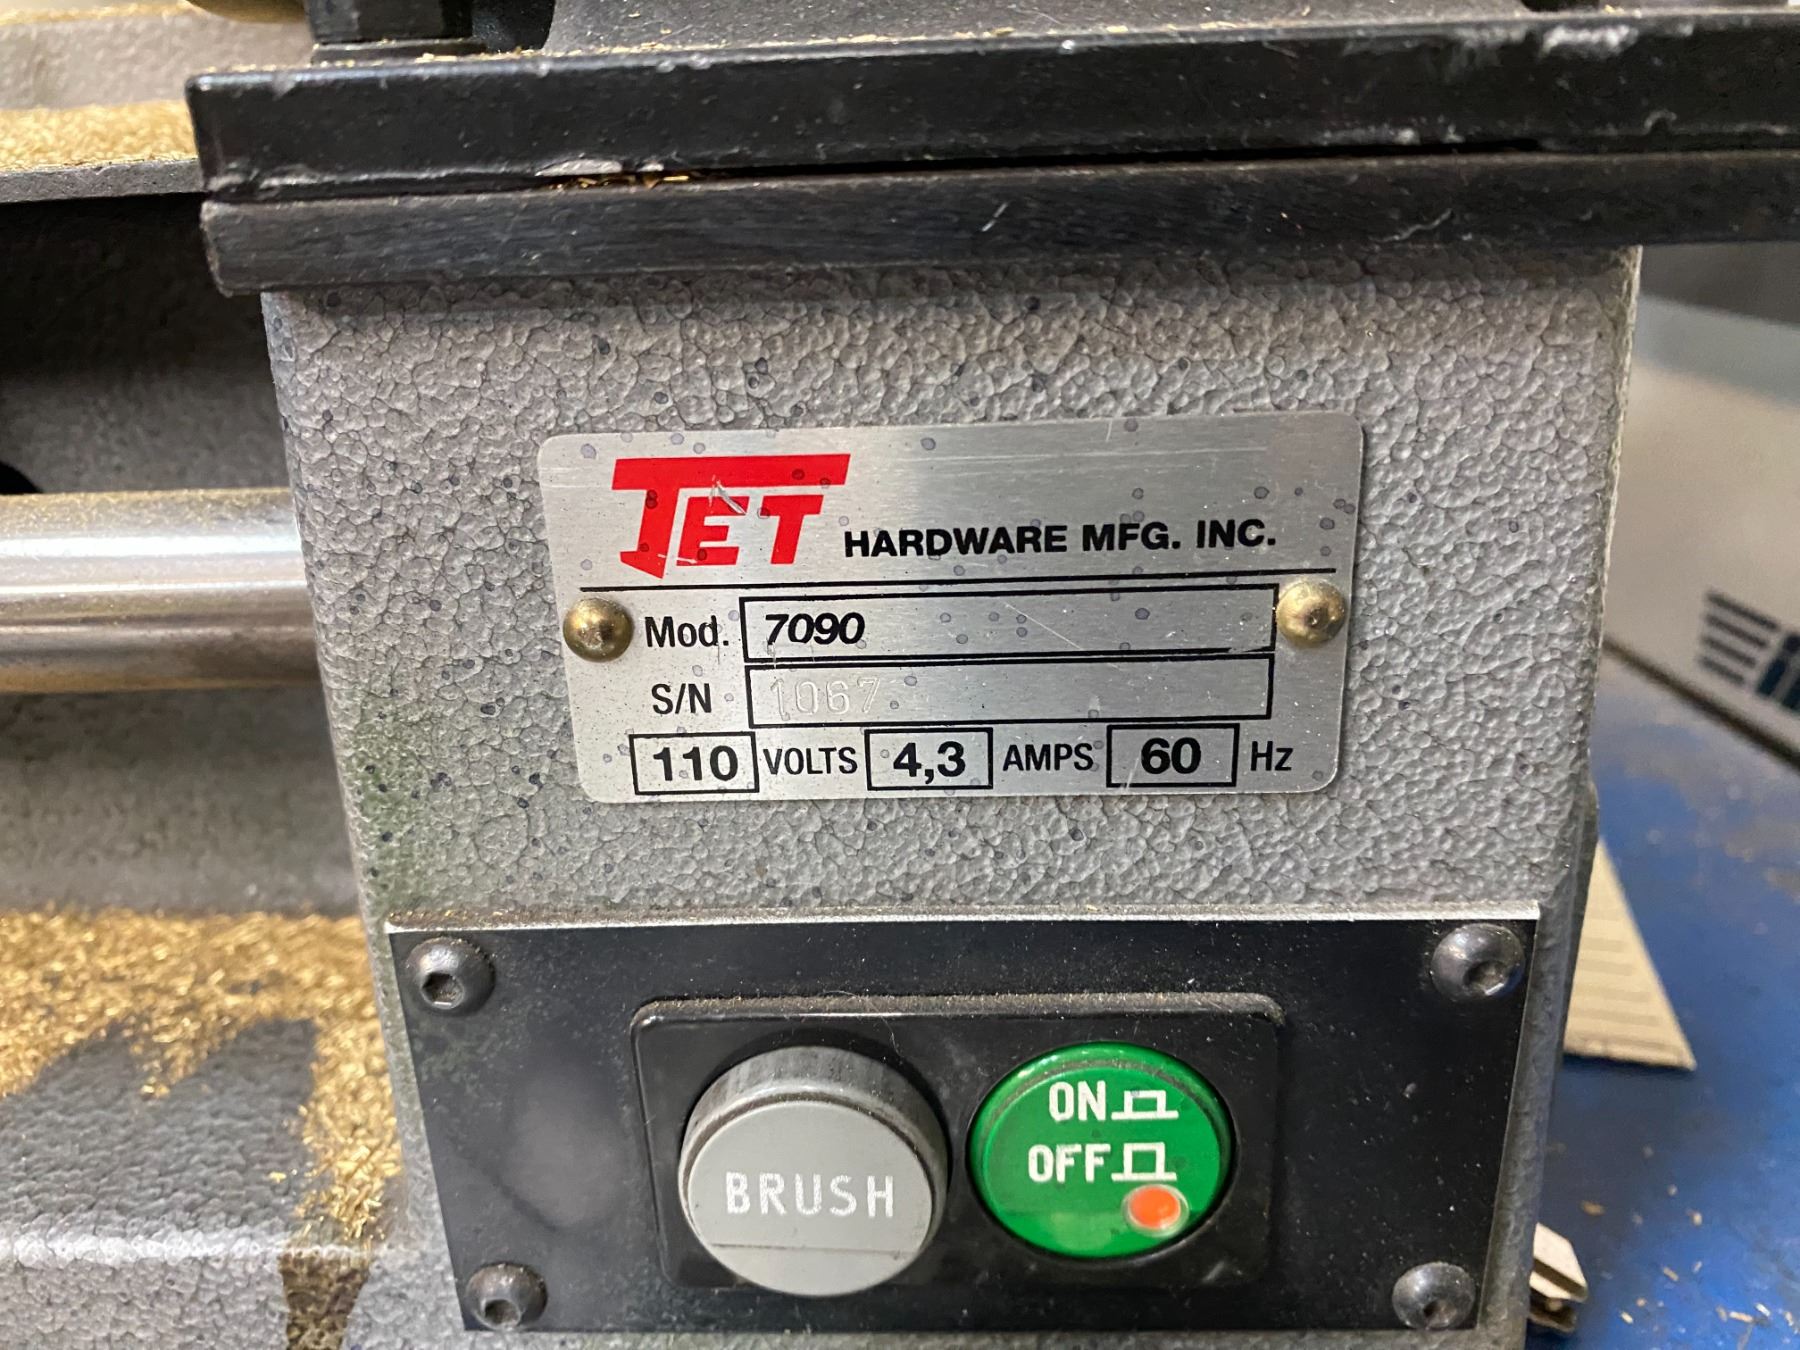 JET HARDWARE MFG. INC.
Mod. 7090
S/N 1067
110 VOLTS 4,3 AMPS 60 Hz
BRUSH
ON
OFF